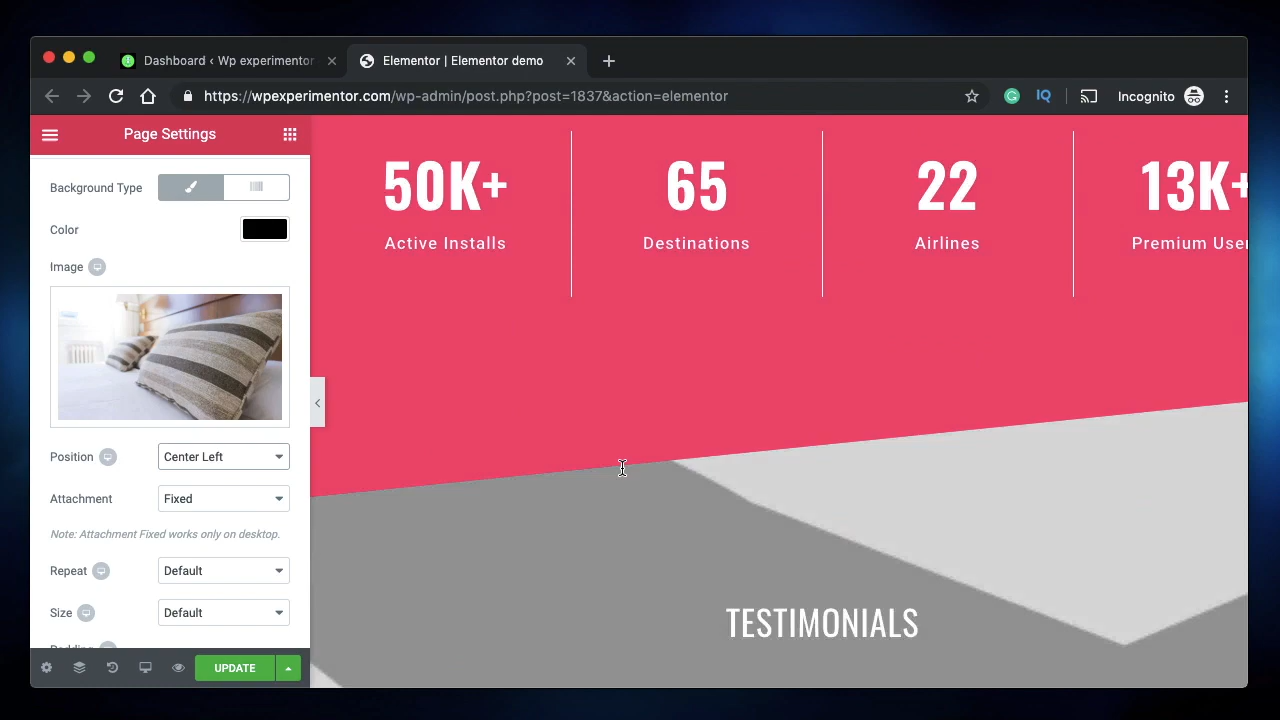 Dashboard ‹ Wp experimentor
Elementor | Elementor demo
https://wpexperimentor.com/wp-admin/post.php?post=1837&action=elementor
IQ
Incognito
Page Settings
Background Type
Color
Image
Position
Center Left
Attachment
Fixed
Note: Attachment Fixed works only on desktop.
Repeat
Default
Size
Default
Padding
UPDATE
50K+
Active Installs
65
Destinations
22
Airlines
13K+
Premium User
TESTIMONIALS